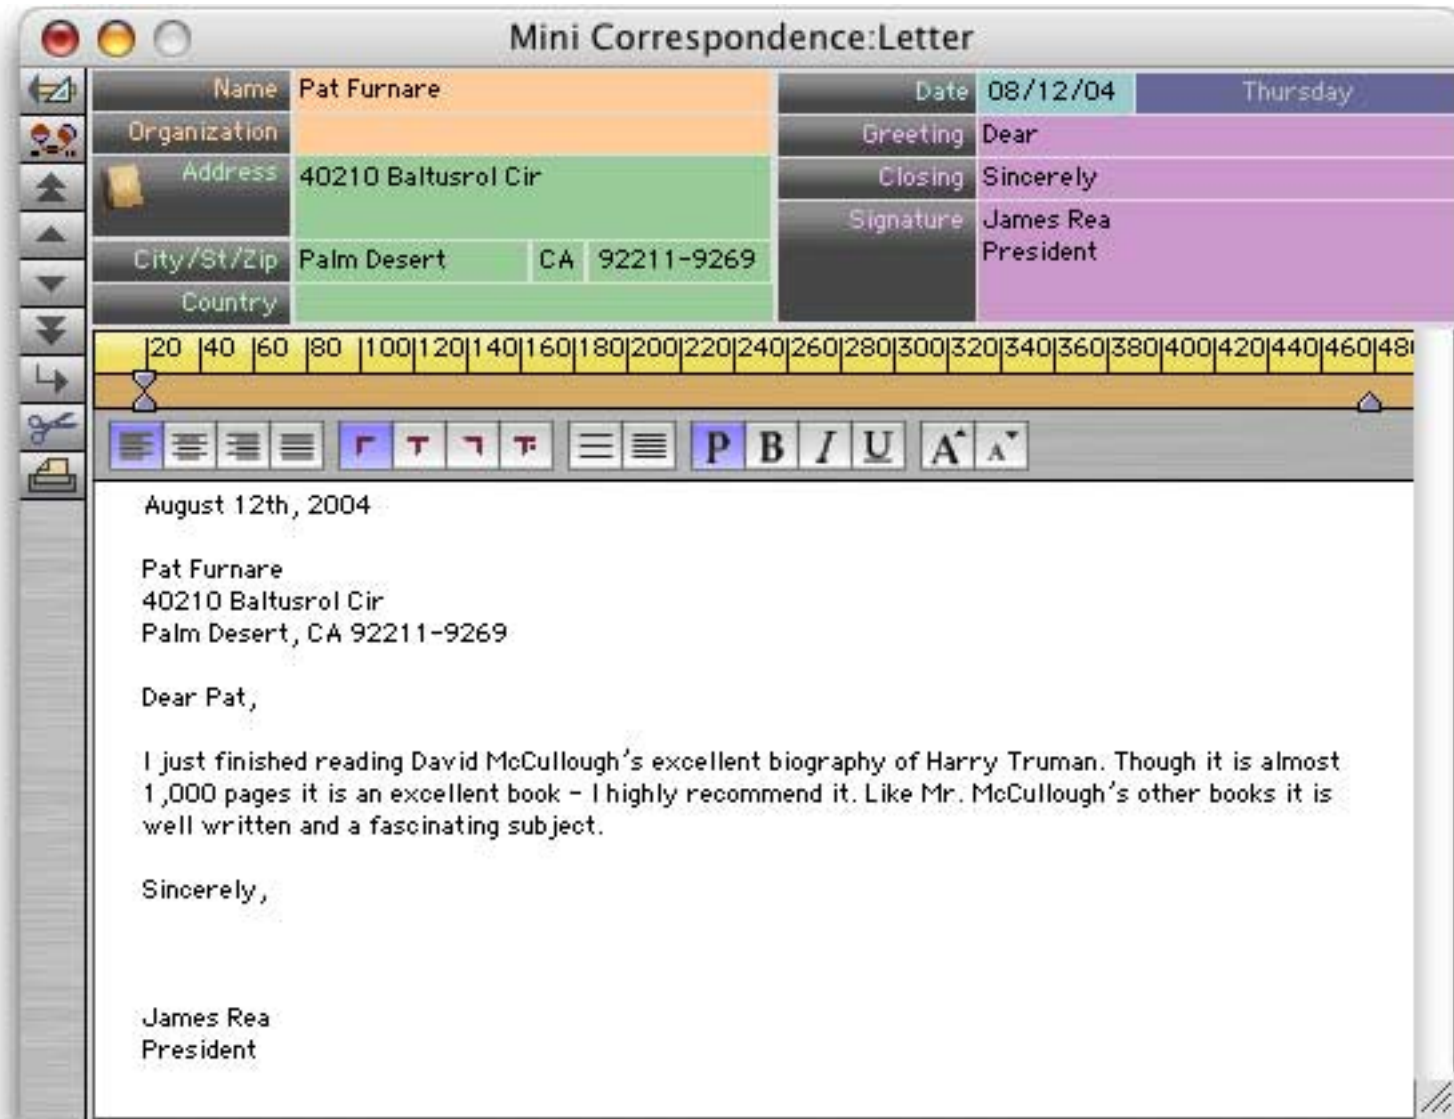 Mini Correspondence:Letter
Name Pat Furnare
Organization
Address 40210 Baltusrol Cir
City/St/Zip Palm Desert CA 92211-9269
Country
Date 08/12/04 Thursday
Greeting Dear
Closing Sincerely
Signature James Rea
President
|20 |40 |60 |80 |100|120|140|160|180|200|220|240|260|280|300|320|340|360|380|400|420|440|460|48
P B I U A A
August 12th, 2004
Pat Furnare
40210 Baltusrol Cir
Palm Desert, CA 92211-9269
Dear Pat,
I just finished reading David McCullough's excellent biography of Harry Truman. Though it is almost
1,000 pages it is an excellent book - I highly recommend it. Like Mr. McCullough's other books it is
well written and a fascinating subject.
Sincerely,
James Rea
President